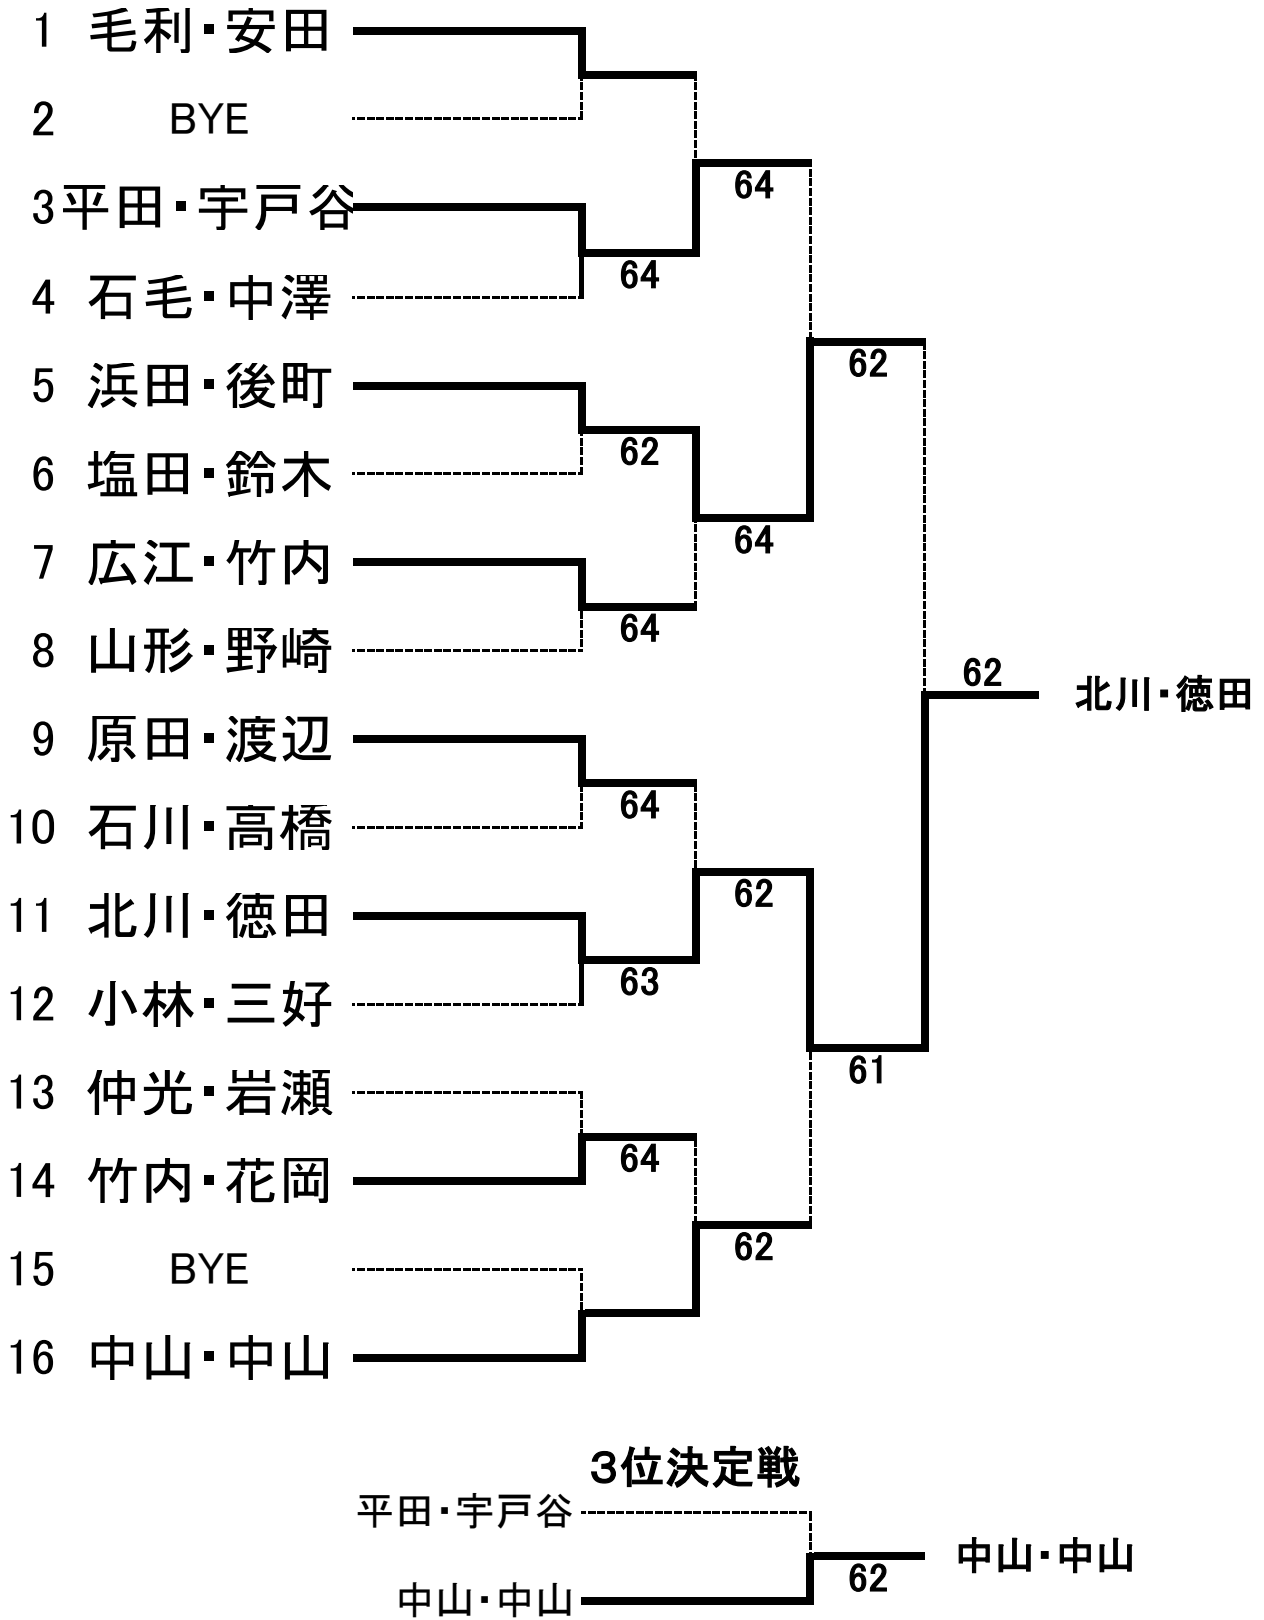 1 毛利・安田
2 BYE
64
3 平田・宇戸谷
64
4 石毛・中澤
62
5 浜田・後町
62
6 塩田・鈴木
64
7 広江・竹内
64
8 山形・野崎
62
北川・徳田
9 原田・渡辺
64
10 石川・高橋
62
11 北川・徳田
63
12 小林・三好
61
13 仲光・岩瀬
64
14 竹内・花岡
62
15 BYE
16 中山・中山
3位決定戦
平田・宇戸谷
中山・中山
62
中山・中山